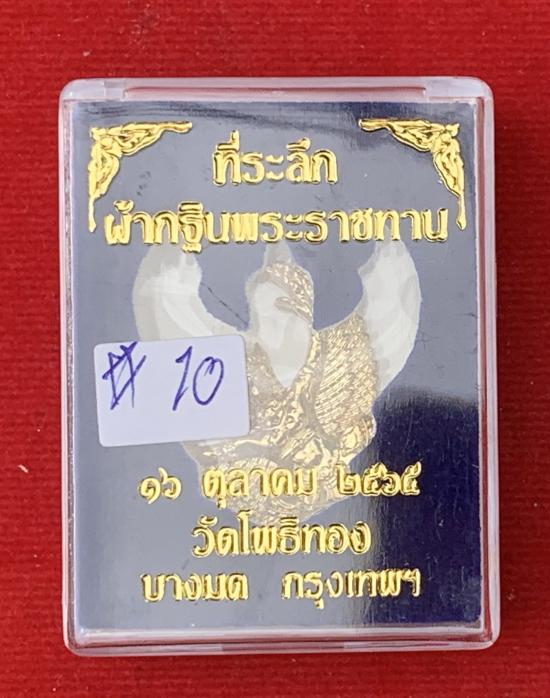 ที่ระลึก
ผ้ากฐินพระราชทาน
# 10
๑๖ ตุลาคม ๒๕๖๕
วัดโพธิทอง
บางมด กรุงเทพฯ